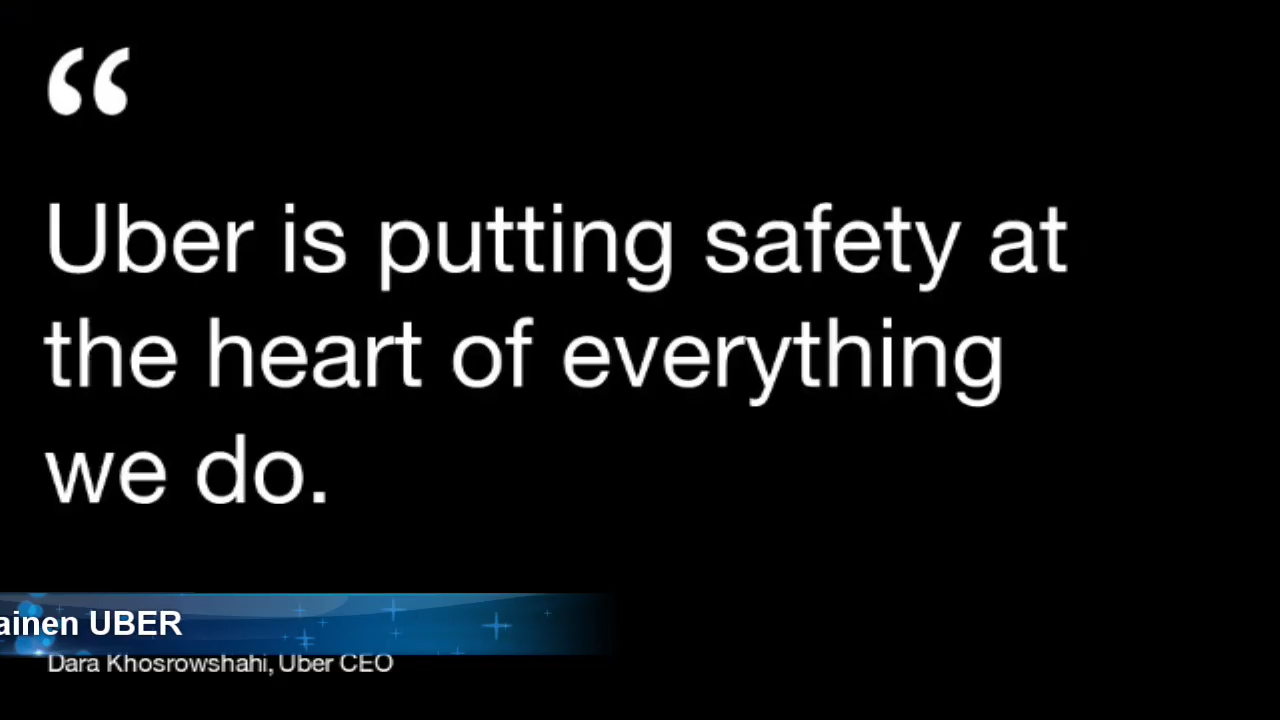 “
Uber is putting safety at
the heart of everything
we do.
ainen UBER
Dara Khosrowshahi, Uber CEO